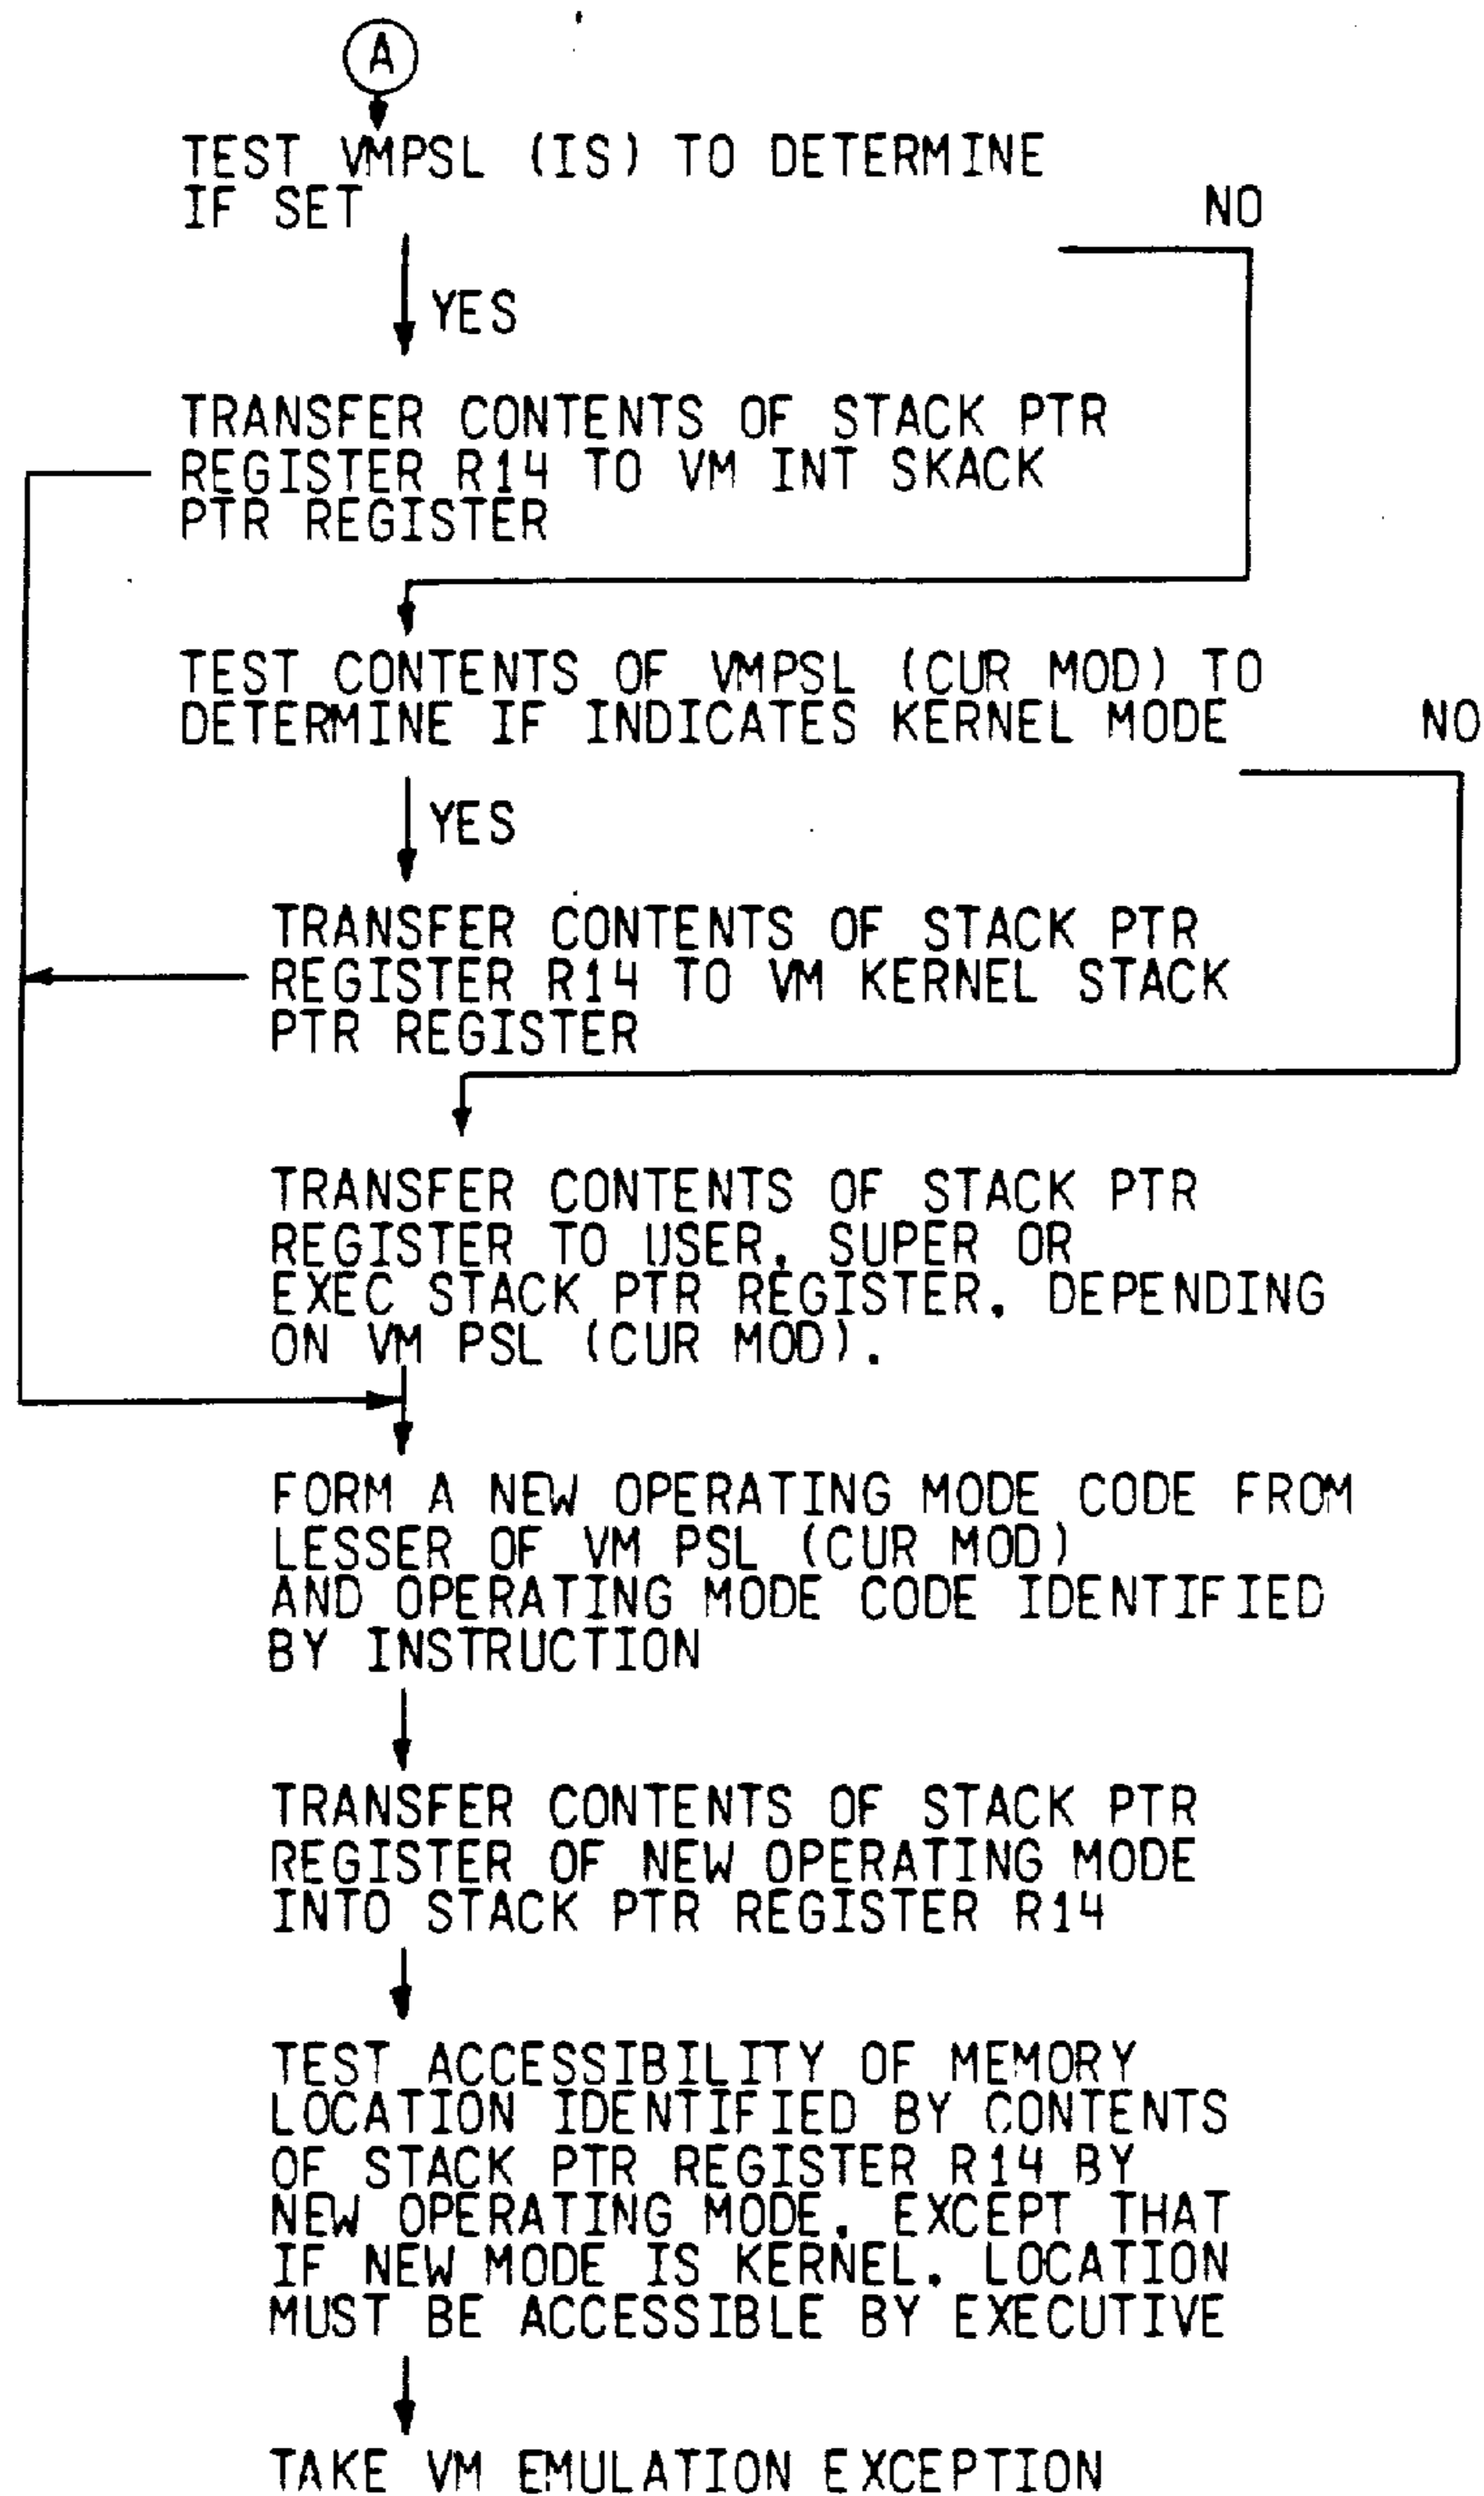 A
TEST VMPSL (IS) TO DETERMINE
IF SET
NO
YES
TRANSFER CONTENTS OF STACK PTR
REGISTER R14 TO VM INT SKACK
PTR REGISTER
TEST CONTENTS OF VMPSL (CUR MOD) TO
DETERMINE IF INDICATES KERNEL MODE
NO
YES
TRANSFER CONTENTS OF STACK PTR
REGISTER R14 TO VM KERNEL STACK
PTR REGISTER
TRANSFER CONTENTS OF STACK PTR
REGISTER TO USER, SUPER OR
EXEC STACK PTR REGISTER, DEPENDING
ON VM PSL (CUR MOD).
FORM A NEW OPERATING MODE CODE FROM
LESSER OF VM PSL (CUR MOD)
AND OPERATING MODE CODE IDENTIFIED
BY INSTRUCTION
TRANSFER CONTENTS OF STACK PTR
REGISTER OF NEW OPERATING MODE
INTO STACK PTR REGISTER R14
TEST ACCESSIBILITY OF MEMORY
LOCATION IDENTIFIED BY CONTENTS
OF STACK PTR REGISTER R14 BY
NEW OPERATING MODE, EXCEPT THAT
IF NEW MODE IS KERNEL, LOCATION
MUST BE ACCESSIBLE BY EXECUTIVE
TAKE VM EMULATION EXCEPTION